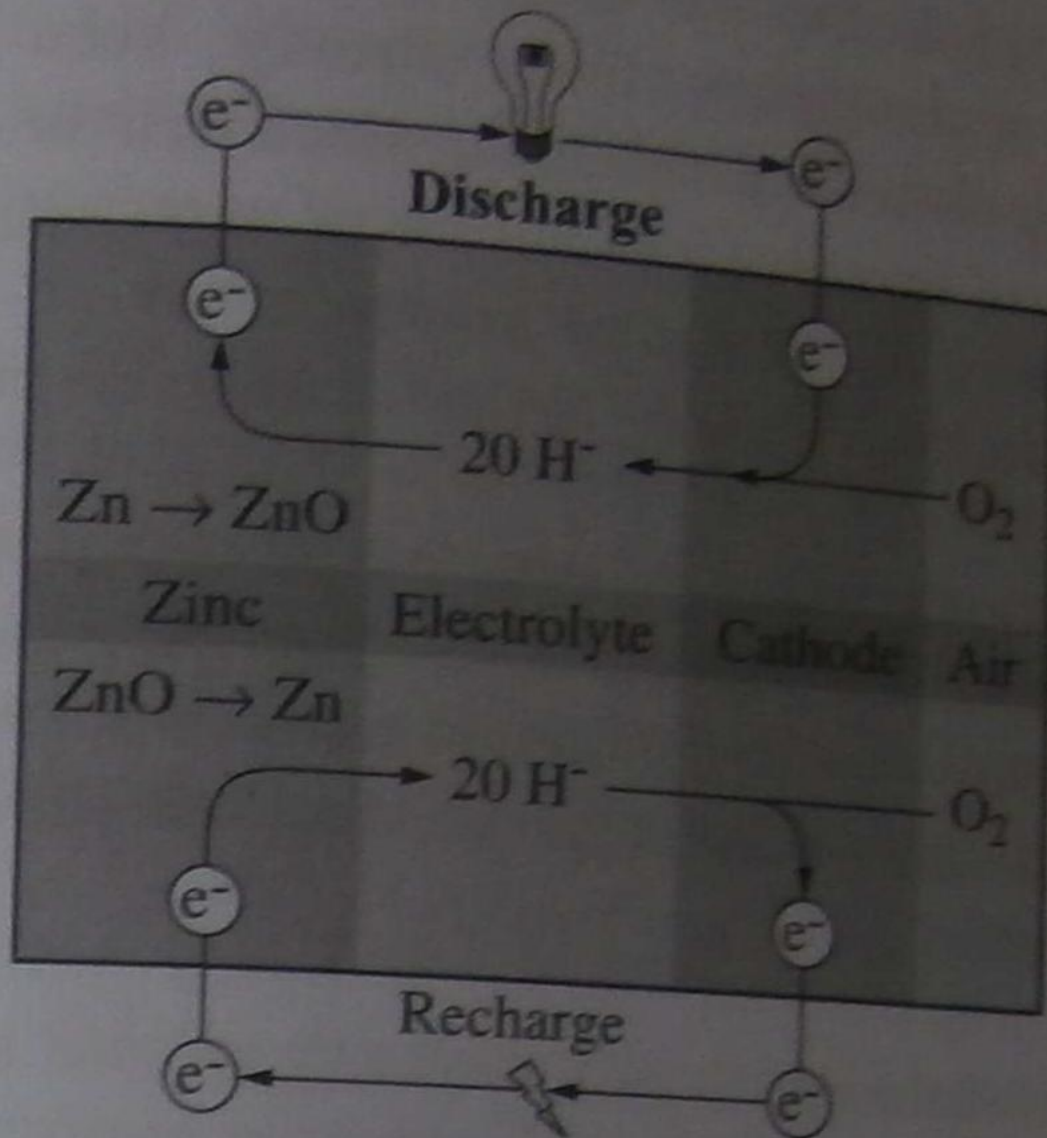 e⁻ e⁻
Discharge
e⁻ e⁻
20 H⁻ O₂
Zn → ZnO
Zinc Electrolyte Cathode Air
ZnO → Zn
20 H⁻ O₂
e⁻ e⁻
Recharge
e⁻ e⁻